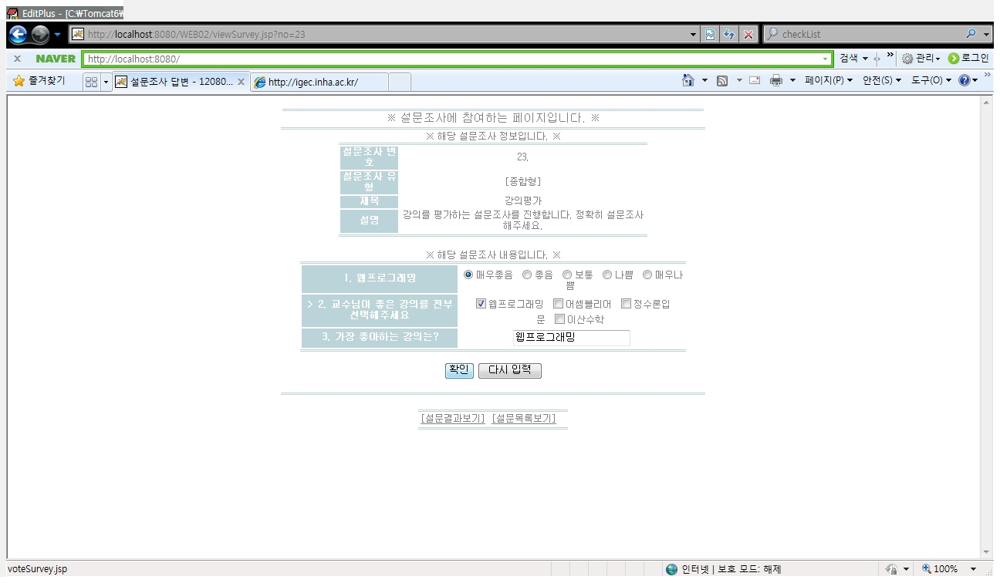 EditPlus - [C:₩Tomcat6₩
http://localhost:8080/WEB02/viewSurvey.jsp?no=23
checkList
x NAVER http://localhost:8080/ 검색 » 관리 로그인
즐겨찾기 설문조사 답변 - 12080... x http://igec.inha.ac.kr/ 페이지(P) 안전(S) 도구(O) »
※ 설문조사에 참여하는 페이지입니다. ※
※ 해당 설문조사 정보입니다. ※
설문조사 번
호
23.
설문조사 유
형
[종합형]
제목 강의평가
설명
강의를 평가하는 설문조사를 진행합니다. 정확히 설문조사
해주세요.
※ 해당 설문조사 내용입니다. ※
1. 웹프로그래밍
매우좋음 좋음 보통 나쁨 매우나
쁨
> 2. 교수님이 좋은 강의를 전부
선택해주세요
웹프로그래밍 어셈블리어 정수론입
문 이산수학
3. 가장 좋아하는 강의는? 웹프로그래밍
확인 다시 입력
[설문결과보기] [설문목록보기]
voteSurvey.jsp 인터넷 | 보호 모드: 해제 100%